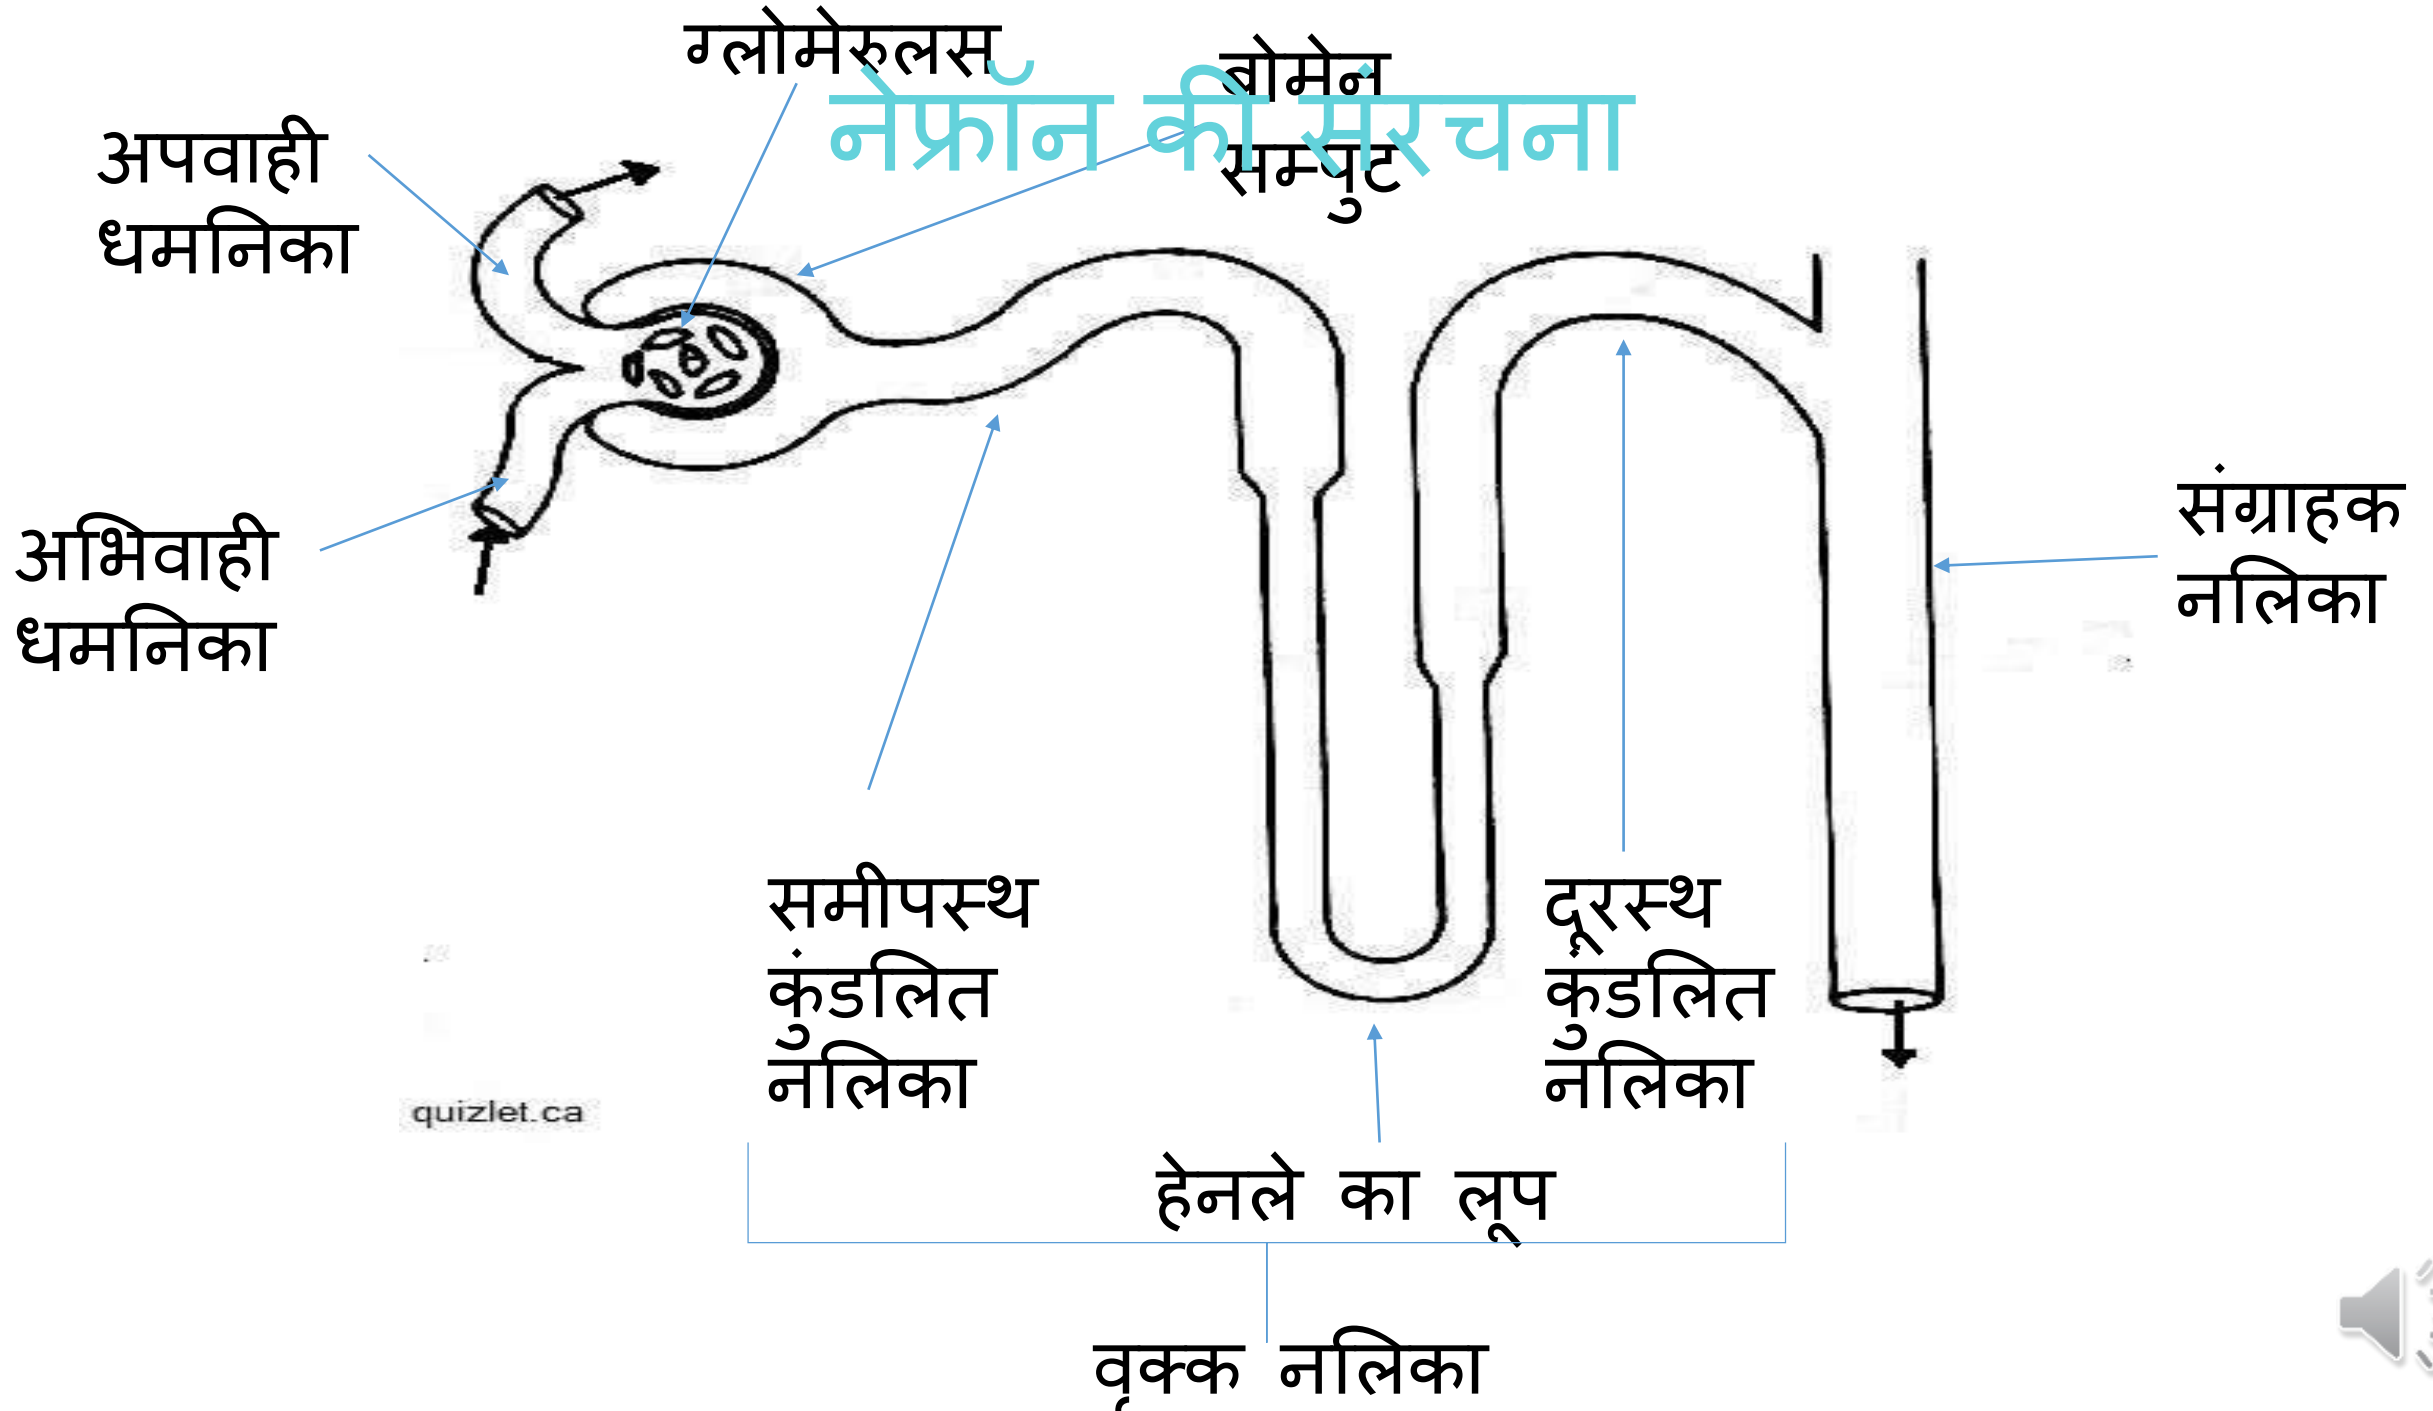 ग्लोमेरुलस
बोमेन
सम्पुट
नेफ्रॉन की संरचना
अपवाही
धमनिका
अभिवाही
धमनिका
संग्राहक
नलिका
समीपस्थ
कुंडलित
नलिका
दूरस्थ
कुंडलित
नलिका
quizlet.ca
हेनले का लूप
वृक्क नलिका